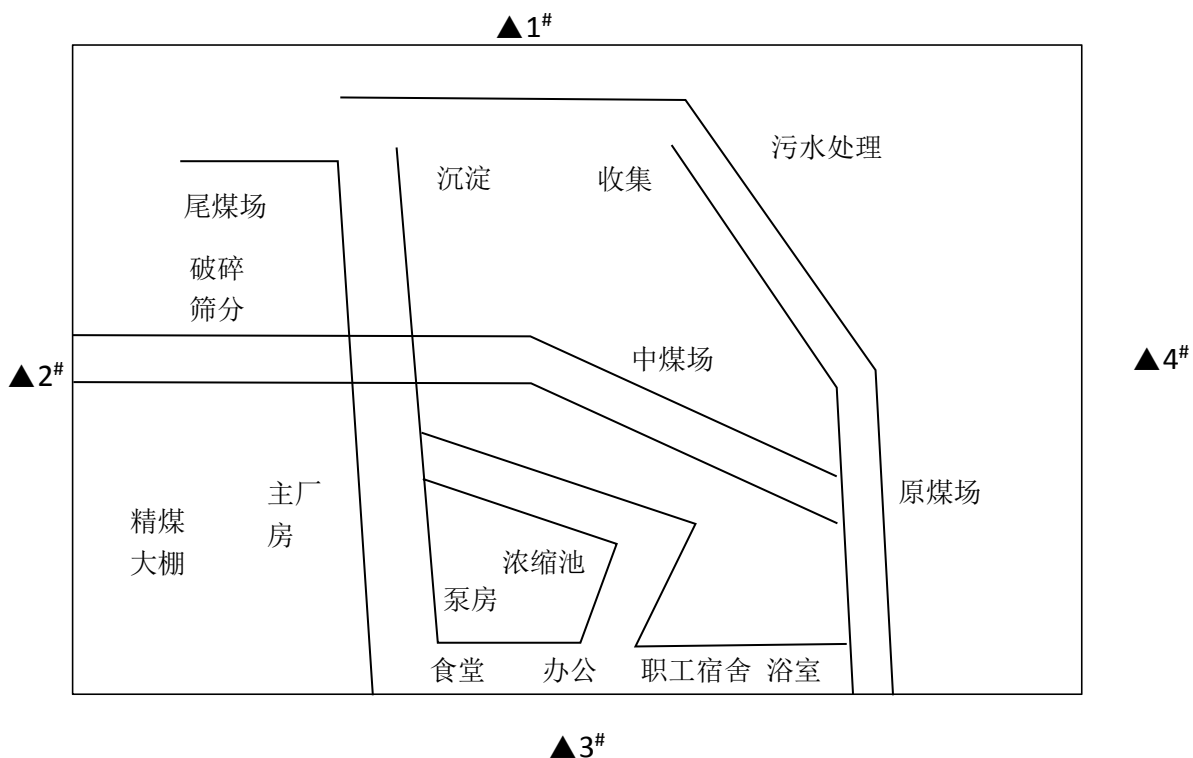 ▲1#
污水处理
沉淀
收集
尾煤场
破碎
筛分
中煤场
▲2#
▲4#
主厂
房
原煤场
精煤
大棚
浓缩池
泵房
食堂
办公
职工宿舍
浴室
▲3#